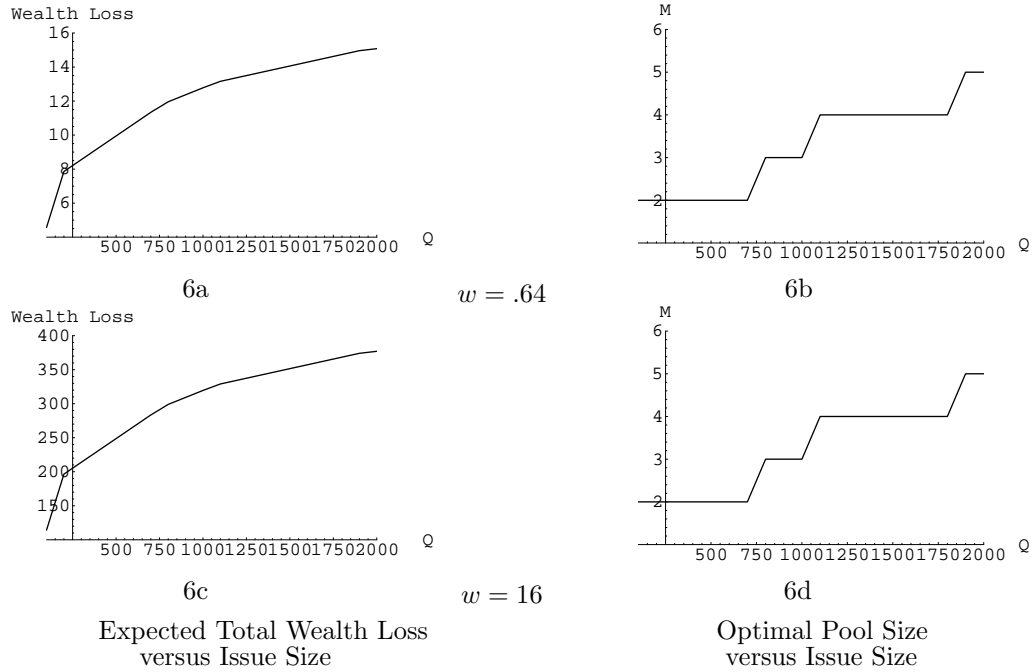 Wealth Loss
16
14
12
10
8
6
500 750 1000 1250 1500 1750 2000 Q
6a
M
6
5
4
3
2
500 750 1000 1250 1500 1750 2000 Q
6b
w = .64
Wealth Loss
400
350
300
250
200
150
500 750 1000 1250 1500 1750 2000 Q
6c
M
6
5
4
3
2
500 750 1000 1250 1500 1750 2000 Q
6d
w = 16
Expected Total Wealth Loss
versus Issue Size
Optimal Pool Size
versus Issue Size